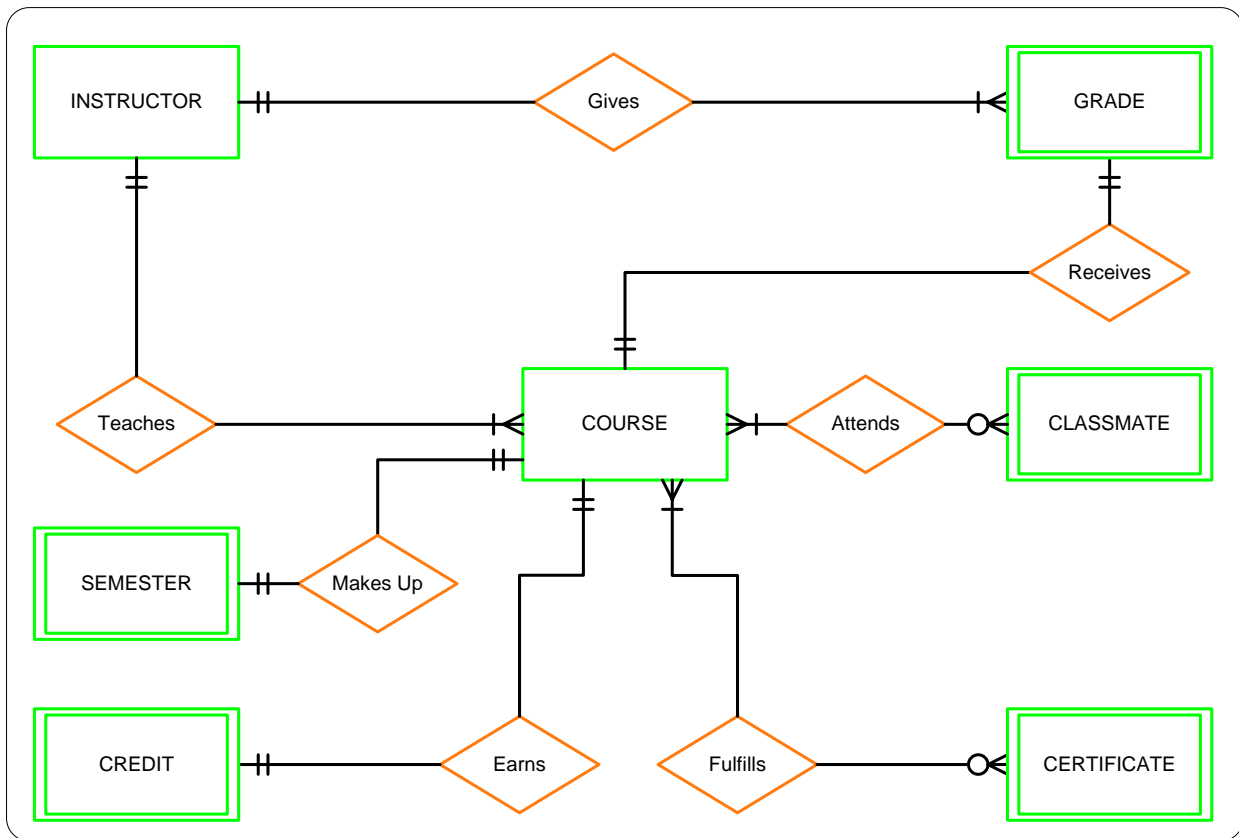 INSTRUCTOR
Gives
GRADE
Receives
Teaches
COURSE
Attends
CLASSMATE
SEMESTER
Makes Up
CREDIT
Earns
Fulfills
CERTIFICATE